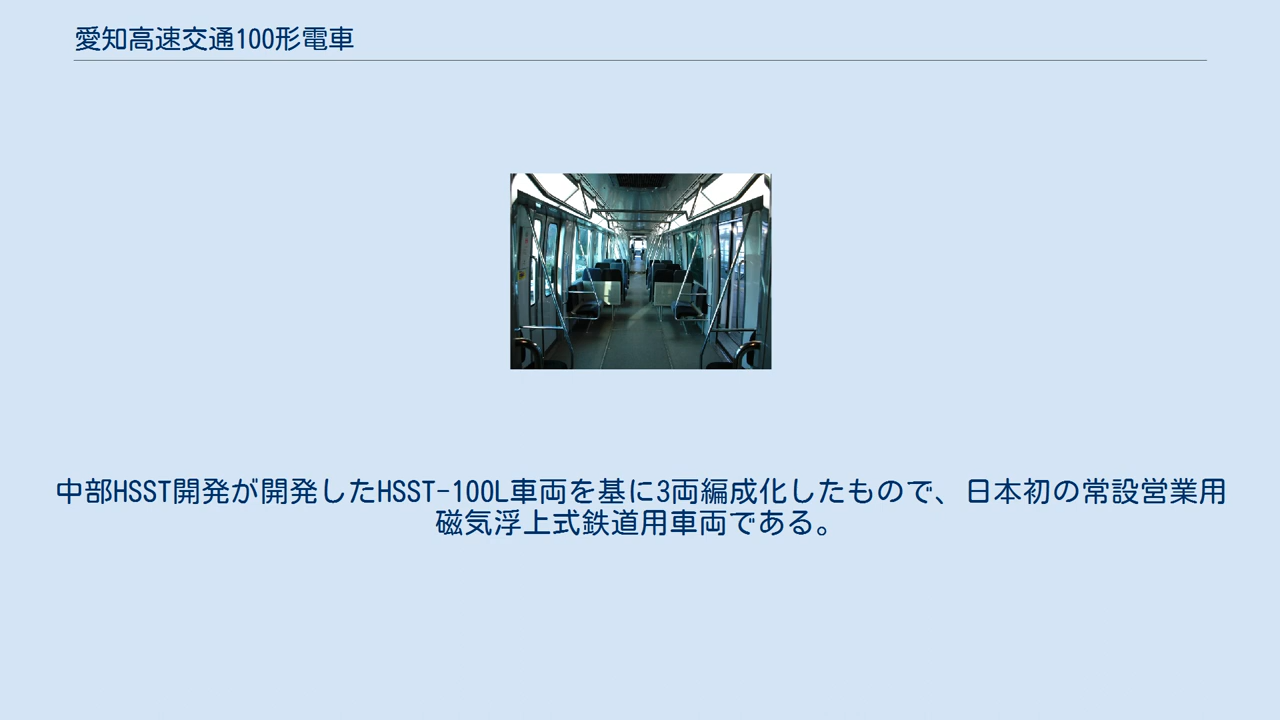 愛知高速交通100形電車
中部HSST開発が開発したHSST-100L車両を基に3両編成化したもので、日本初の常設営業用
磁気浮上式鉄道用車両である。